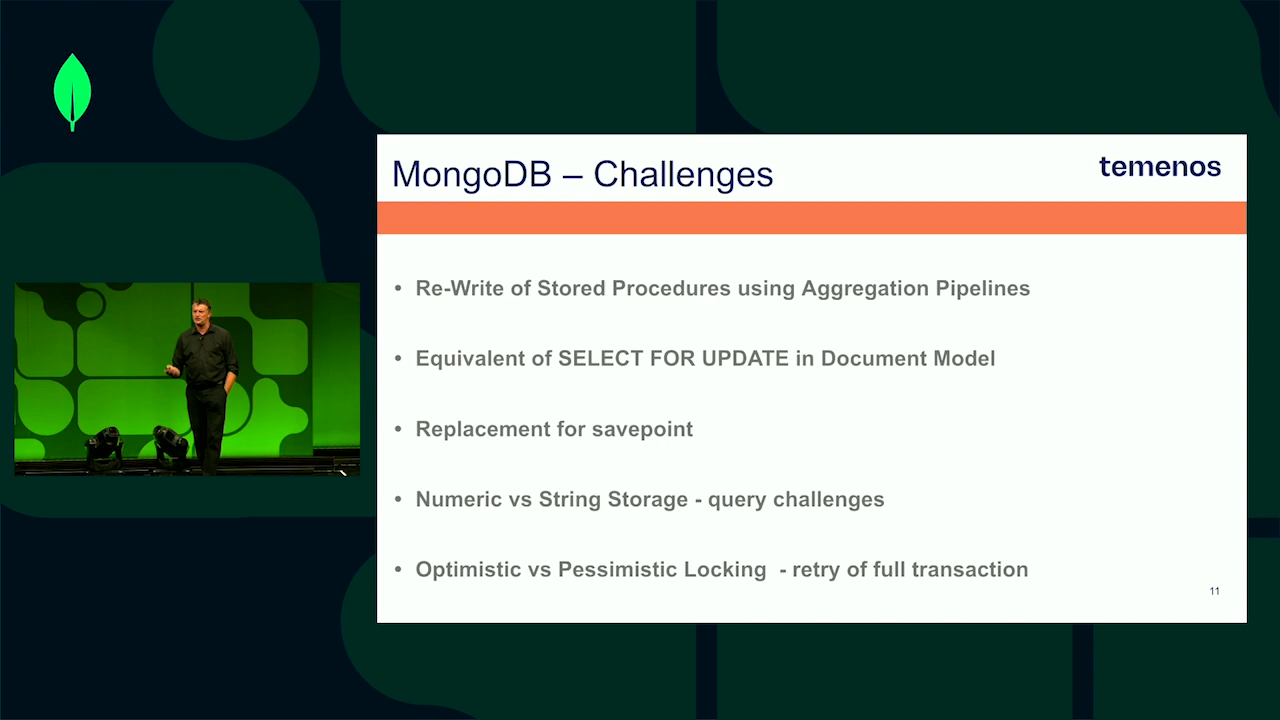 MongoDB – Challenges
temenos
• Re-Write of Stored Procedures using Aggregation Pipelines
• Equivalent of SELECT FOR UPDATE in Document Model
• Replacement for savepoint
• Numeric vs String Storage - query challenges
• Optimistic vs Pessimistic Locking - retry of full transaction
11